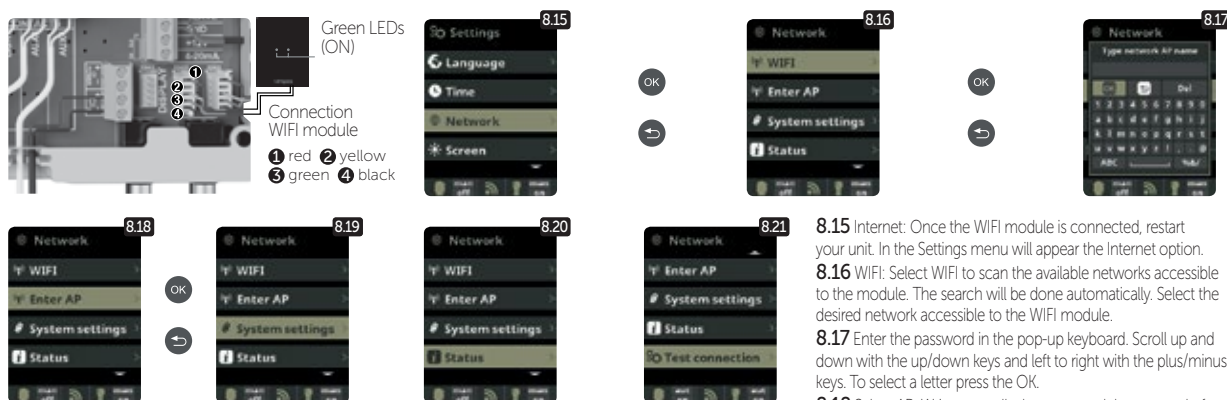 DISPLAY
Green LEDs
(ON)
Connection
WIFI module
❶ red ❷ yellow
❸ green ❹ black
8.15
Settings
Language
Time
Network
Screen
OK
8.16
Network
WIFI
Enter AP
System settings
Status
OK
8.17
Network
Type network AP name
OK
Del
1 2 3 4 5 6 7 8 9 0
ABC
8.18
Network
WIFI
Enter AP
System settings
Status
OK
8.19
Network
WIFI
Enter AP
System settings
Status
8.20
Network
WIFI
Enter AP
System settings
Status
8.21
Network
Enter AP
System settings
Status
Test connection
8.15 Internet: Once the WIFI module is connected, restart
your unit. In the Settings menu will appear the Internet option.
8.16 WIFI: Select WIFI to scan the available networks accessible
to the module. The search will be done automatically. Select the
desired network accessible to the WIFI module.
8.17 Enter the password in the pop-up keyboard. Scroll up and
down with the up/down keys and left to right with the plus/minus
keys. To select a letter press the OK.